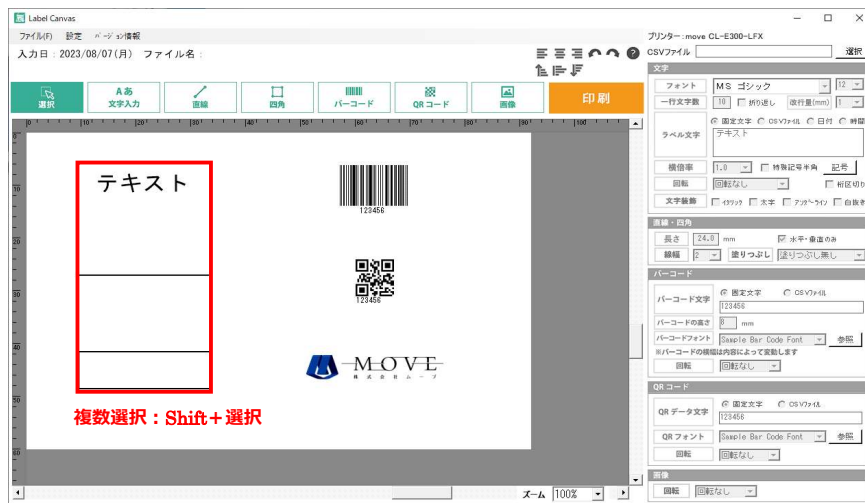 Label Canvas
ファイル(F) 設定 バージョン情報
入力日：2023/08/07(月) ファイル名：
プリンター：move CL-E300-LFX
CSVファイル 選択
選択 Aあ 文字入力 直線 四角 バーコード QRコード 画像 印刷
文字
フォント MS ゴシック 12
一行文字数 10 折り返し 改行量(mm) 1
固定文字 CSVファイル 日付 時間
ラベル文字 テキスト
横倍率 1.0 特殊記号半角 記号
回転 回転なし 桁区切り
文字装飾 イタリック 太字 アンダーライン 白抜き
直線・四角
長さ 24.0 mm 水平・垂直のみ
線幅 2 塗りつぶし 塗りつぶし無し
バーコード
固定文字 CSVファイル
バーコード文字 123456
バーコードの高さ 8 mm
バーコードフォント Sample Bar Code Font 参照
※バーコードの横幅は内容によって変動します
回転 回転なし
QRコード
固定文字 CSVファイル
QRデータ文字 123456
QRフォント Sample Bar Code Font 参照
回転 回転なし
画像
回転 回転なし
0 10 20 30 40 50 60 70 80 90 100
0
10
20
30
40
50
60
テキスト
123456
123456
MOVE
株式会社ムーブ
複数選択：Shift＋選択
ズーム 100%